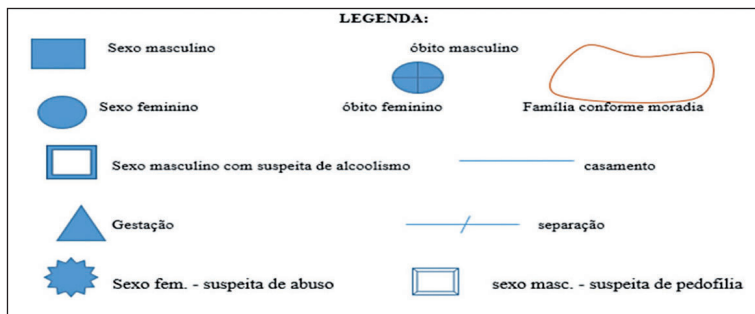 LEGENDA:
Sexo masculino
óbito masculino
Sexo feminino
óbito feminino
Família conforme moradia
Sexo masculino com suspeita de alcoolismo
casamento
Gestação
separação
Sexo fem. - suspeita de abuso
sexo masc. - suspeita de pedofilia